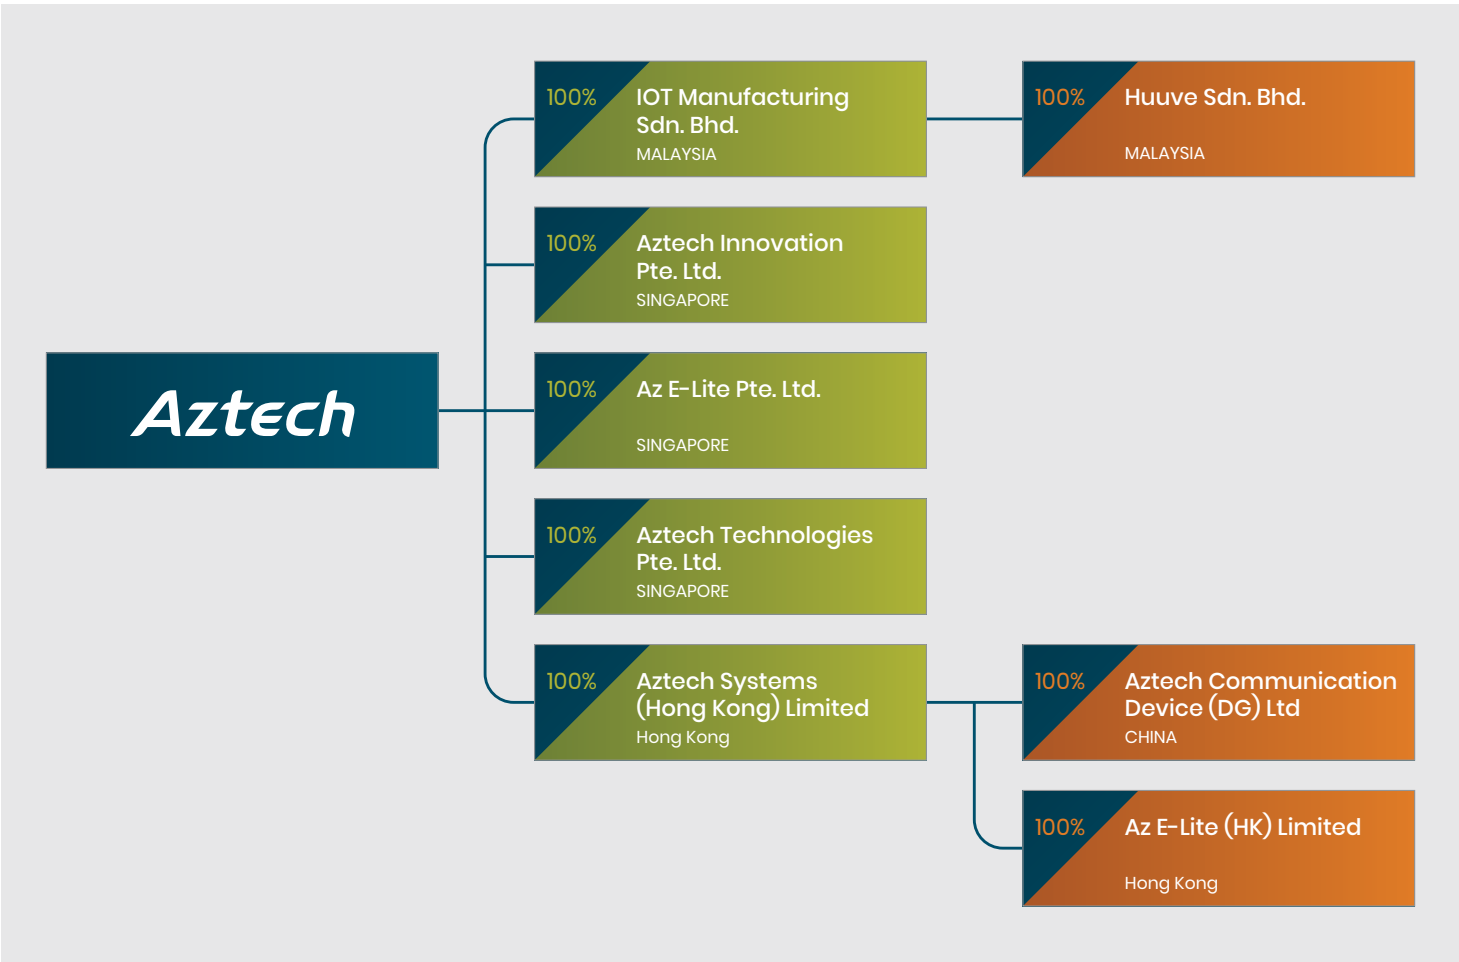 Aztech
100%
IOT Manufacturing
Sdn. Bhd.
MALAYSIA
100%
Huuve Sdn. Bhd.
MALAYSIA
100%
Aztech Innovation
Pte. Ltd.
SINGAPORE
100%
Az E-Lite Pte. Ltd.
SINGAPORE
100%
Aztech Technologies
Pte. Ltd.
SINGAPORE
100%
Aztech Systems
(Hong Kong) Limited
Hong Kong
100%
Aztech Communication
Device (DG) Ltd
CHINA
100%
Az E-Lite (HK) Limited
Hong Kong